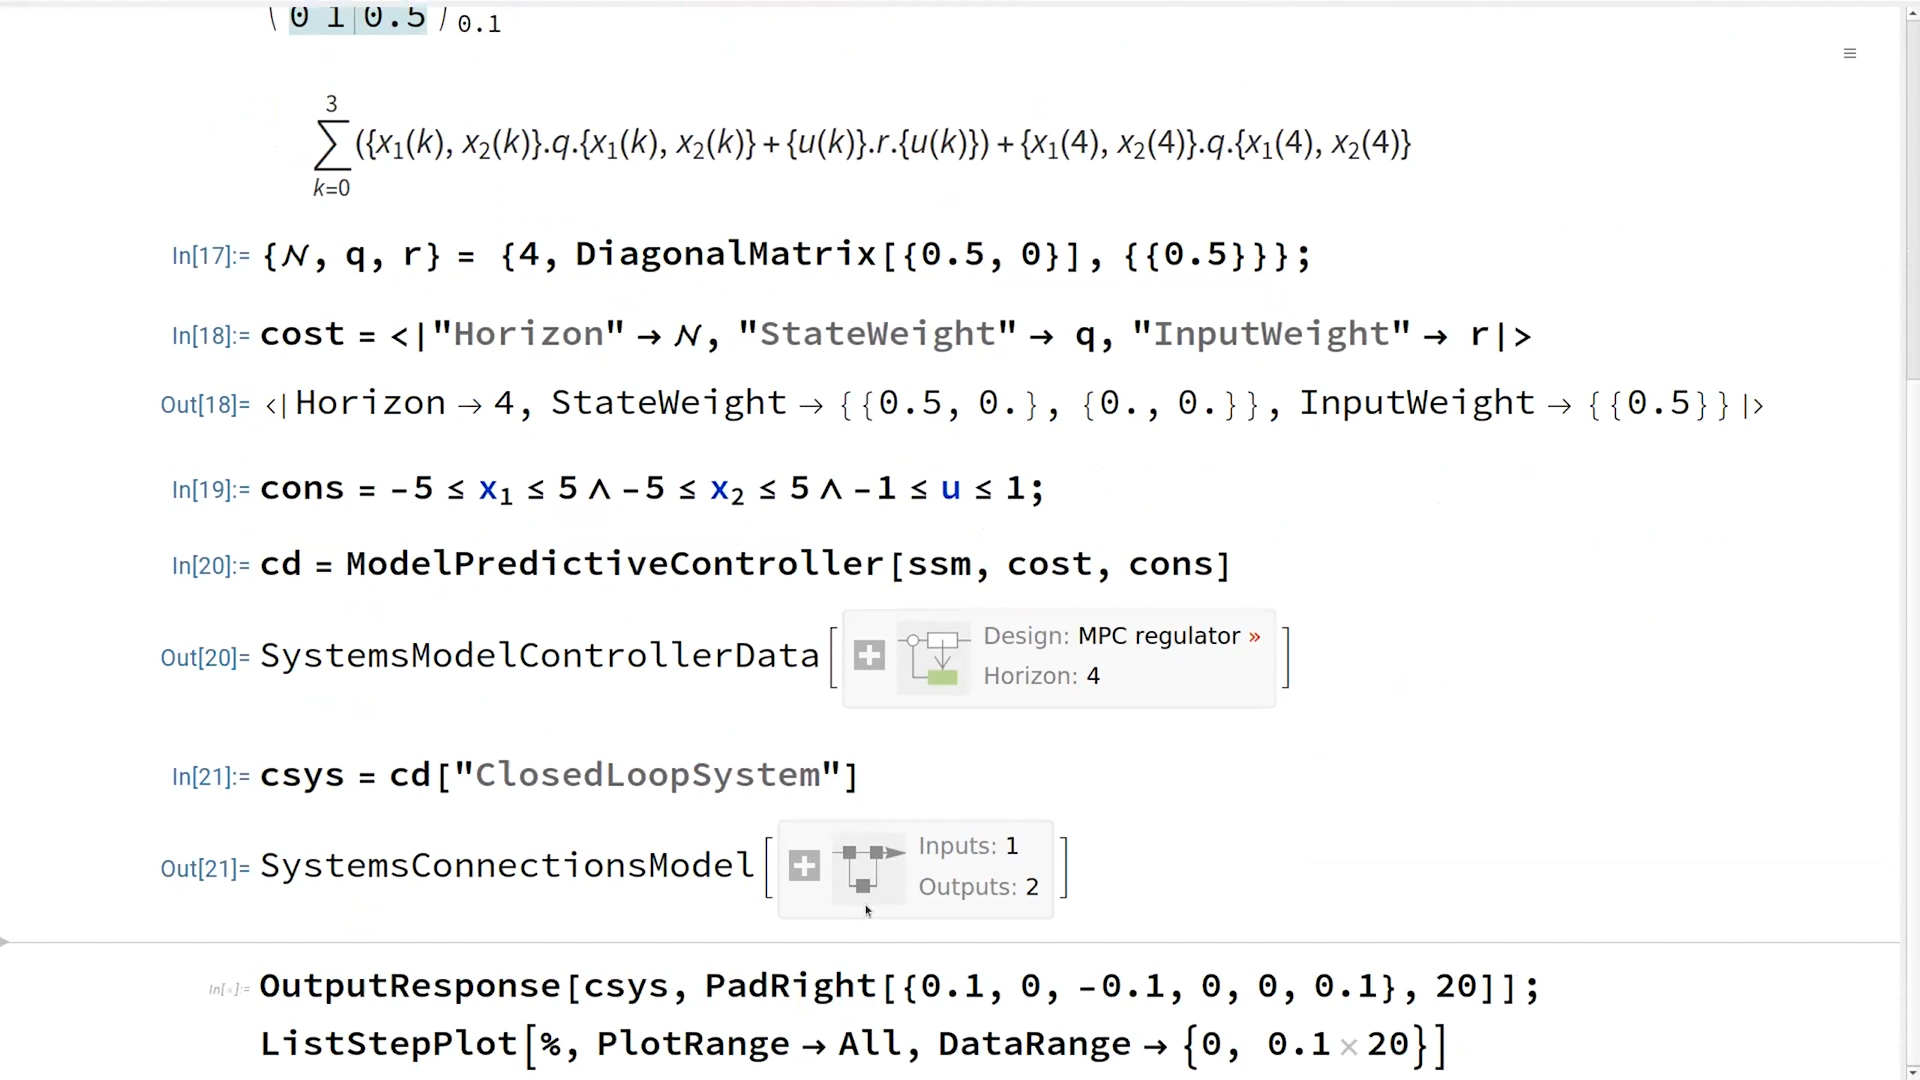 ( 0 1 0.5 ) 0.1
≡
3
∑ ({x₁(k), x₂(k)}.q.{x₁(k), x₂(k)} + {u(k)}.r.{u(k)}) + {x₁(4), x₂(4)}.q.{x₁(4), x₂(4)}
k=0
In[17]:= {𝒩, q, r} = {4, DiagonalMatrix[{0.5, 0}], {{0.5}}};
In[18]:= cost = <|"Horizon" → 𝒩, "StateWeight" → q, "InputWeight" → r|>
Out[18]= <|Horizon → 4, StateWeight → {{0.5, 0.}, {0., 0.}}, InputWeight → {{0.5}}|>
In[19]:= cons = -5 ≤ x₁ ≤ 5 ∧ -5 ≤ x₂ ≤ 5 ∧ -1 ≤ u ≤ 1;
In[20]:= cd = ModelPredictiveController[ssm, cost, cons]
Out[20]= SystemsModelControllerData[ + Design: MPC regulator »
Horizon: 4 ]
In[21]:= csys = cd["ClosedLoopSystem"]
Out[21]= SystemsConnectionsModel[ + Inputs: 1
Outputs: 2 ]
In[•]:= OutputResponse[csys, PadRight[{0.1, 0, -0.1, 0, 0, 0.1}, 20]];
ListStepPlot[%, PlotRange → All, DataRange → {0, 0.1 × 20}]